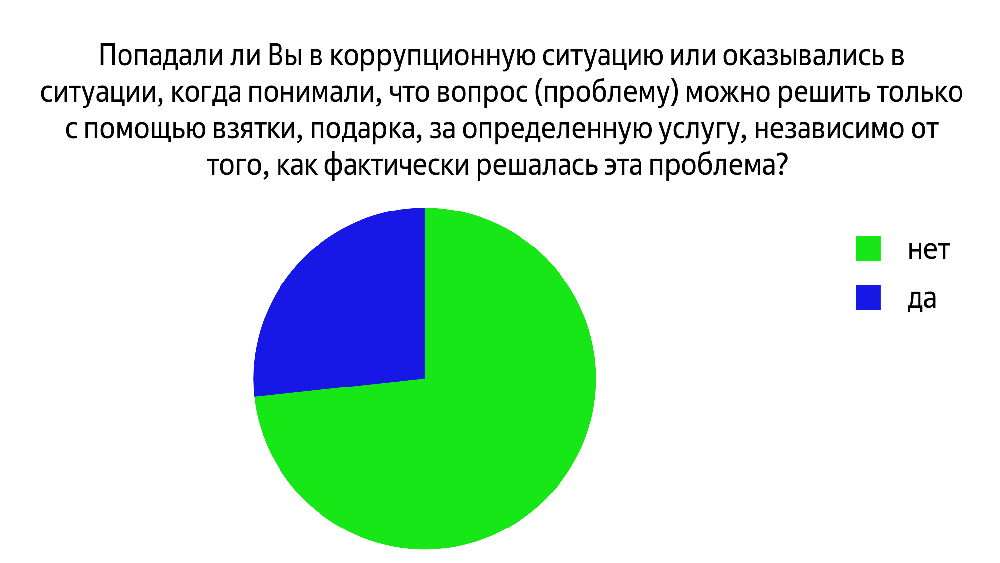 Попадали ли Вы в коррупционную ситуацию или оказывались в
ситуации, когда понимали, что вопрос (проблему) можно решить только
с помощью взятки, подарка, за определенную услугу, независимо от
того, как фактически решалась эта проблема?
нет
да